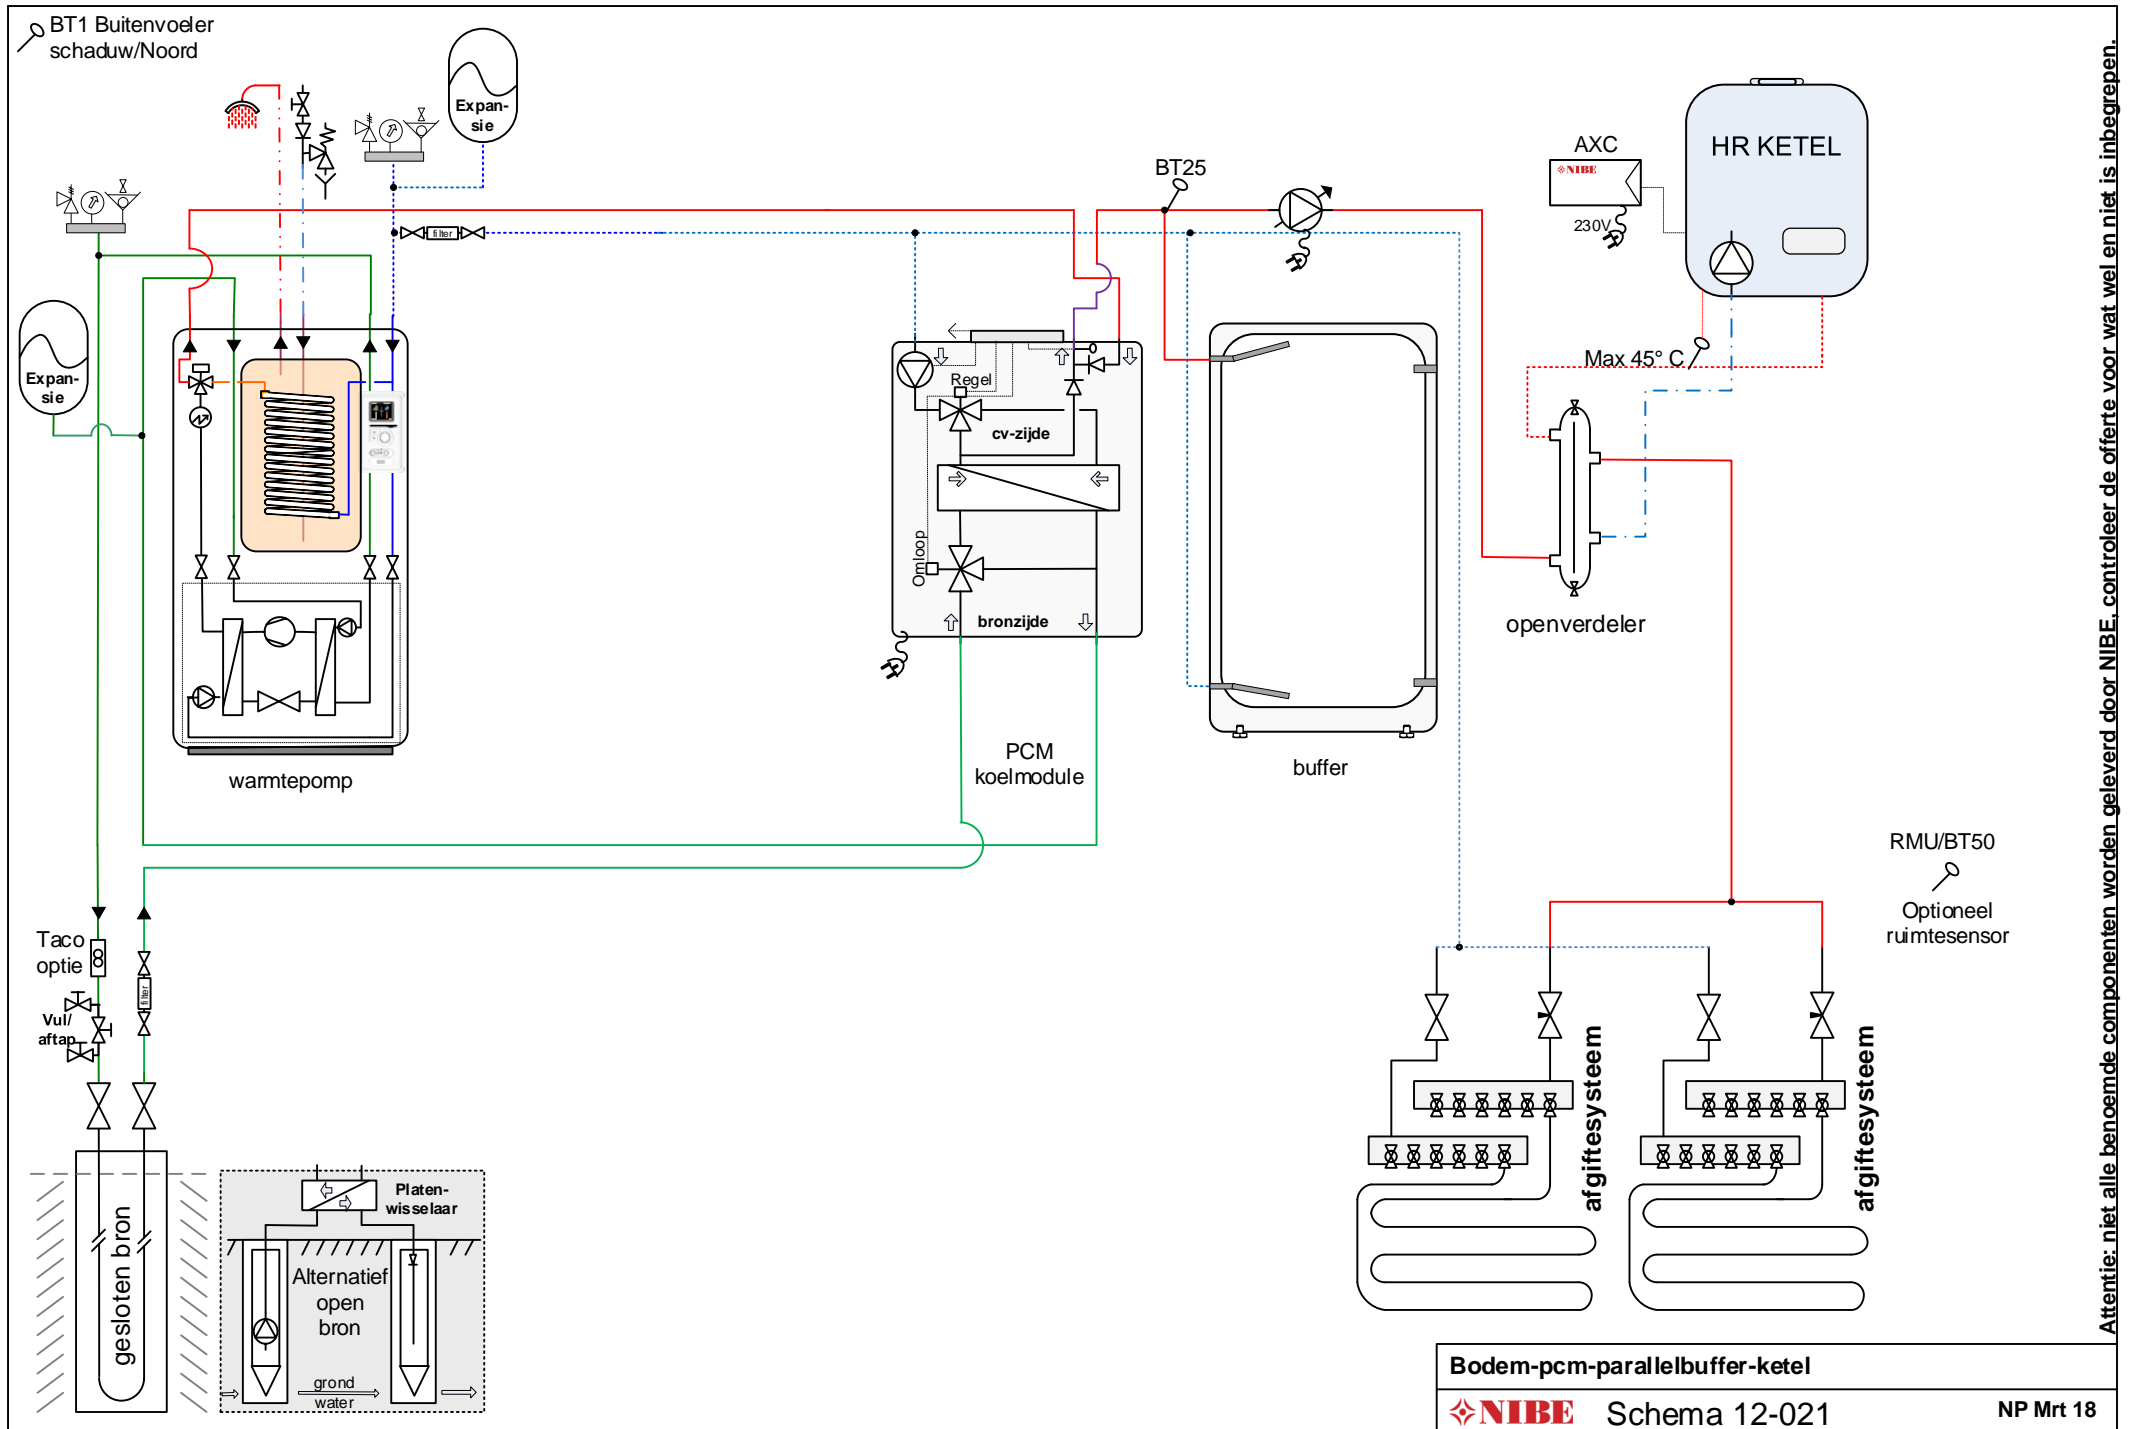 BT1 Buitenvoeler
schaduw/Noord
Expan-
sie
BT25
AXC
NIBE
230V
HR KETEL
filter
Max 45° C
Expan-
sie
Regel
cv-zijde
Omloop
bronzijde
openverdeler
warmtepomp
PCM
koelmodule
buffer
RMU/BT50
Optioneel
ruimtesensor
Taco
optie
filter
Vul/
aftap
afgiftesysteem
afgiftesysteem
gesloten bron
Platen-
wisselaar
Alternatief
open
bron
grond
water
Attentie: niet alle benoemde componenten worden geleverd door NIBE, controleer de offerte voor wat wel en niet is inbegrepen.
Bodem-pcm-parallelbuffer-ketel
NIBE Schema 12-021 NP Mrt 18